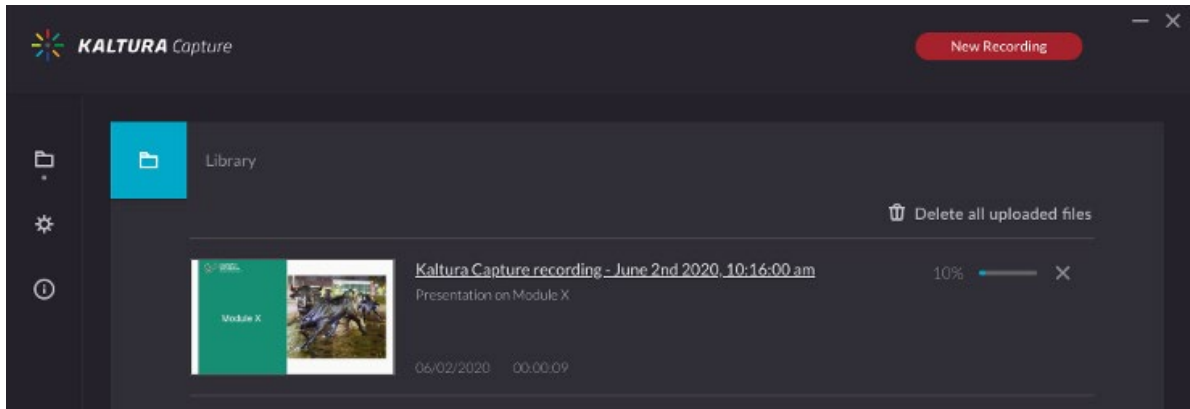 KALTURA Capture
New Recording
Library
Delete all uploaded files
Kaltura Capture recording - June 2nd 2020, 10:16:00 am
10%
Presentation on Module X
Module X
06/02/2020 00:00:09